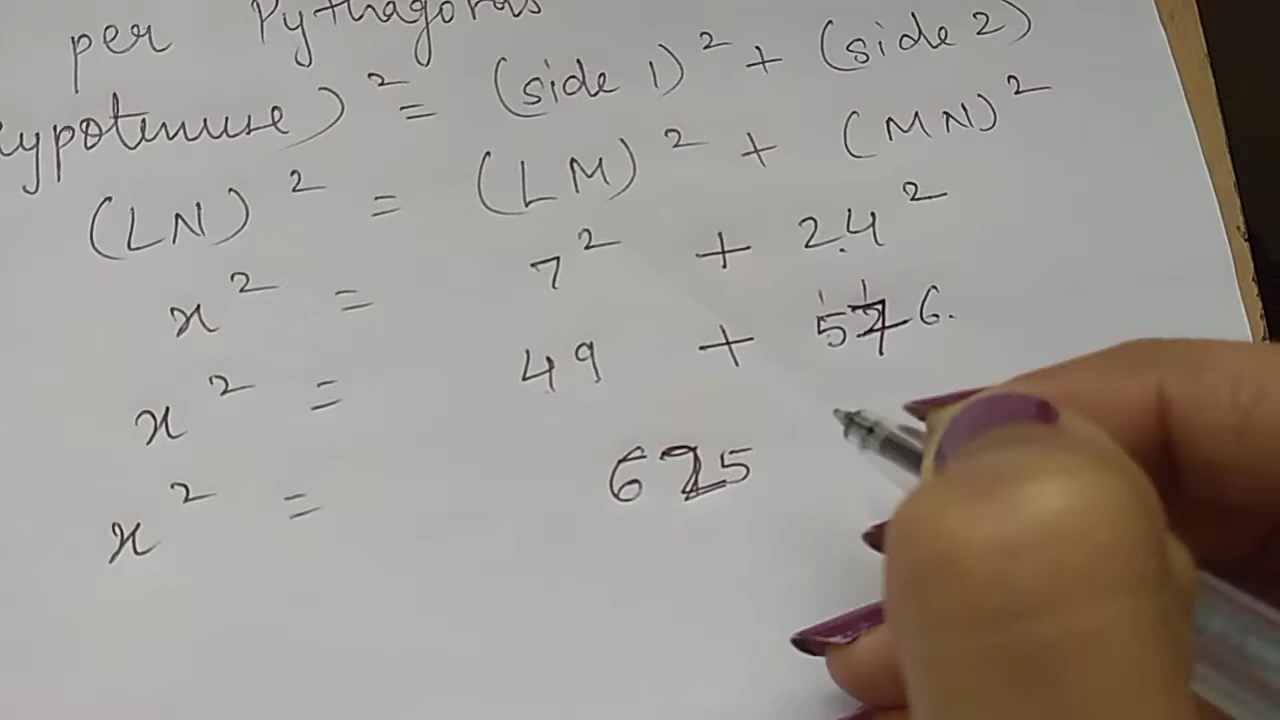 per Pythagoras
ypotenuse)² = (side 1)² + (side 2)
(LN)² = (LM)² + (MN)²
x² = 7² + 24²
x² = 49 + 576.
x² = 625